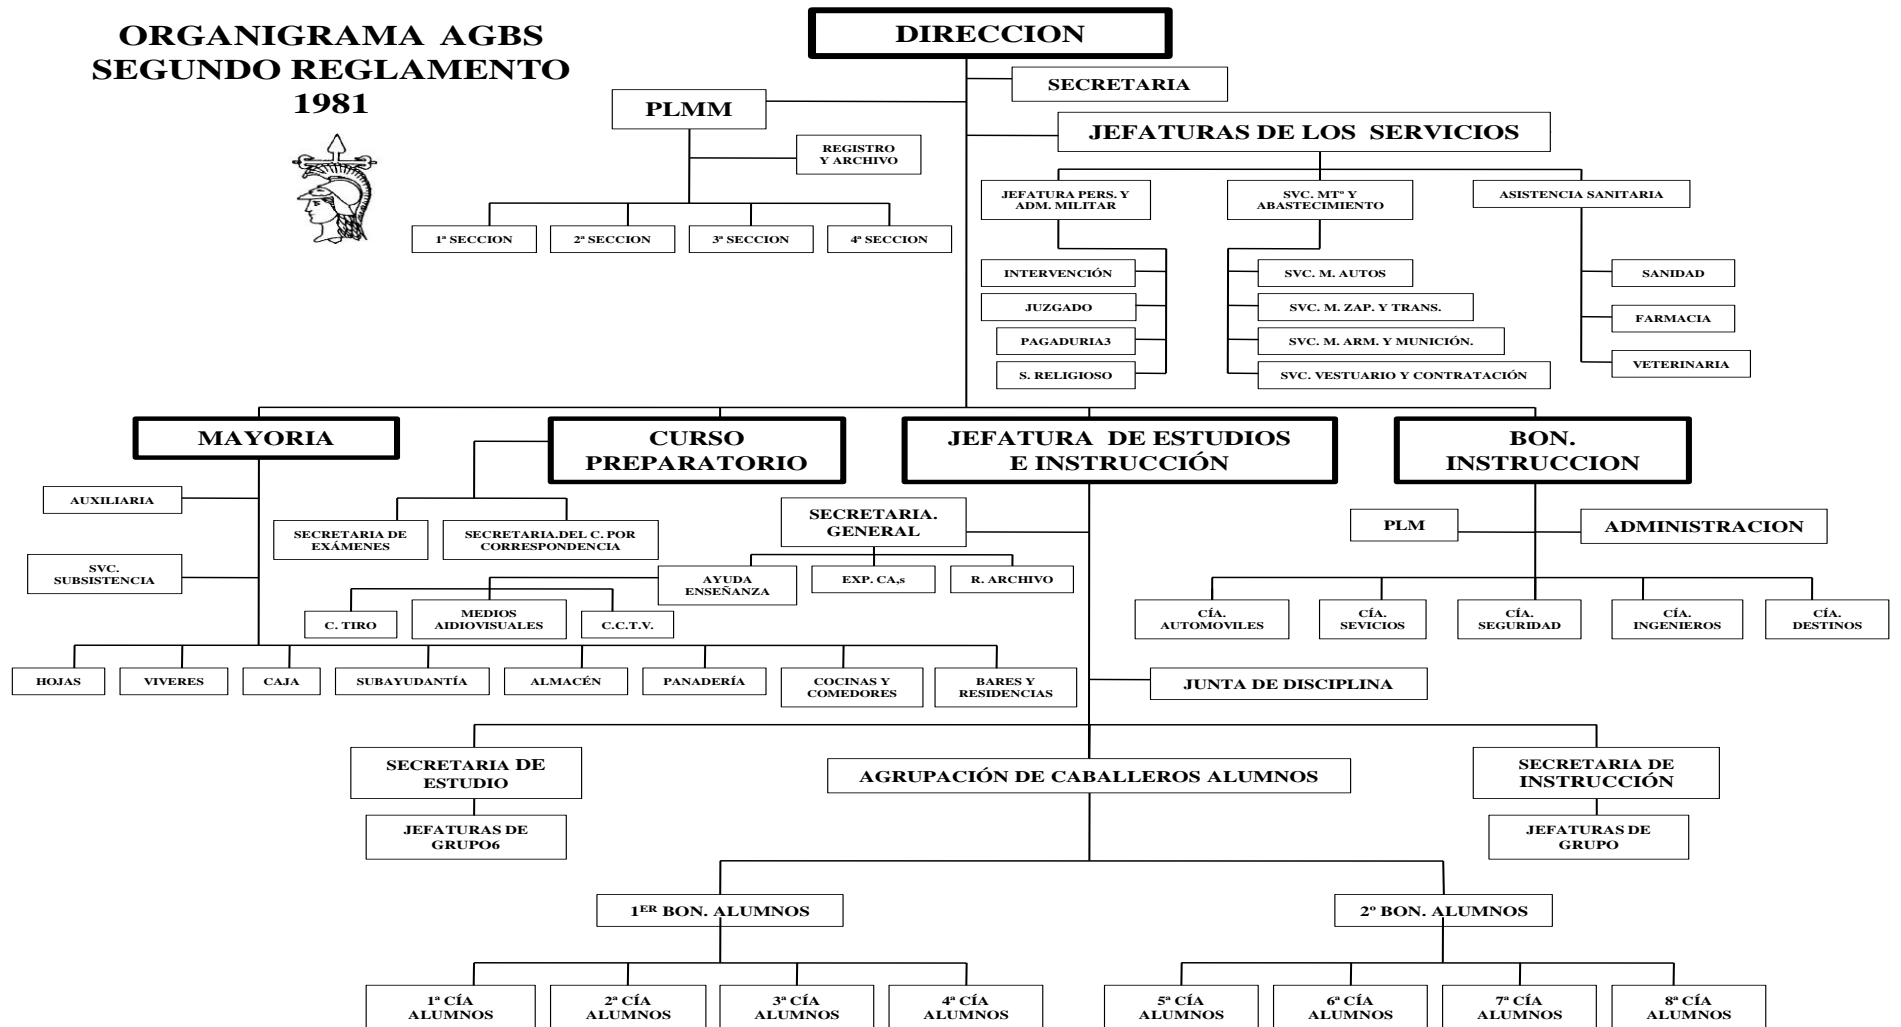 ORGANIGRAMA AGBS
SEGUNDO REGLAMENTO
1981
DIRECCION
SECRETARIA
PLMM
JEFATURAS DE LOS SERVICIOS
REGISTRO
Y ARCHIVO
JEFATURA PERS. Y
ADM. MILITAR
SVC. MTº Y
ABASTECIMIENTO
ASISTENCIA SANITARIA
1ª SECCION
2ª SECCION
3ª SECCION
4ª SECCION
INTERVENCIÓN
JUZGADO
PAGADURIA3
S. RELIGIOSO
SVC. M. AUTOS
SVC. M. ZAP. Y TRANS.
SVC. M. ARM. Y MUNICIÓN.
SVC. VESTUARIO Y CONTRATACIÓN
SANIDAD
FARMACIA
VETERINARIA
MAYORIA
CURSO
PREPARATORIO
JEFATURA DE ESTUDIOS
E INSTRUCCIÓN
BON.
INSTRUCCION
AUXILIARIA
SVC.
SUBSISTENCIA
SECRETARIA DE
EXÁMENES
SECRETARIA.DEL C. POR
CORRESPONDENCIA
SECRETARIA.
GENERAL
PLM
ADMINISTRACION
AYUDA
ENSEÑANZA
EXP. CA,s
R. ARCHIVO
C. TIRO
MEDIOS
AIDIOVISUALES
C.C.T.V.
CÍA.
AUTOMOVILES
CÍA.
SEVICIOS
CÍA.
SEGURIDAD
CÍA.
INGENIEROS
CÍA.
DESTINOS
HOJAS
VIVERES
CAJA
SUBAYUDANTÍA
ALMACÉN
PANADERÍA
COCINAS Y
COMEDORES
BARES Y
RESIDENCIAS
JUNTA DE DISCIPLINA
SECRETARIA DE
ESTUDIO
AGRUPACIÓN DE CABALLEROS ALUMNOS
SECRETARIA DE
INSTRUCCIÓN
JEFATURAS DE
GRUPO6
JEFATURAS DE
GRUPO
1ER BON. ALUMNOS
2º BON. ALUMNOS
1ª CÍA
ALUMNOS
2ª CÍA
ALUMNOS
3ª CÍA
ALUMNOS
4ª CÍA
ALUMNOS
5ª CÍA
ALUMNOS
6ª CÍA
ALUMNOS
7ª CÍA
ALUMNOS
8ª CÍA
ALUMNOS